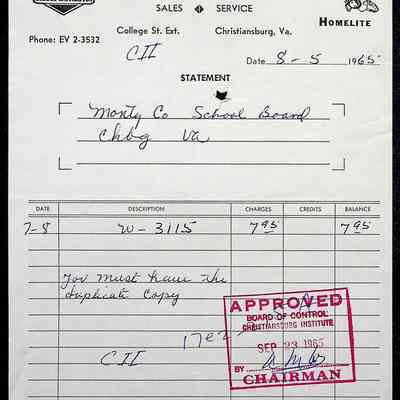 SALES SERVICE
HOMELITE
Phone: EV 2-3532
College St. Ext. Christiansburg, Va.
CII
Date 8 - 5 1965
STATEMENT
Monty Co School Board
Chbg Va
DATE DESCRIPTION CHARGES CREDITS BALANCE
7-8 W-3115 7 95 7 95
You must have the
duplicate copy
APPROVED
BOARD OF CONTROL
CHRISTIANSBURG INSTITUTE
SEP 23 1965
BY
CHAIRMAN
CII